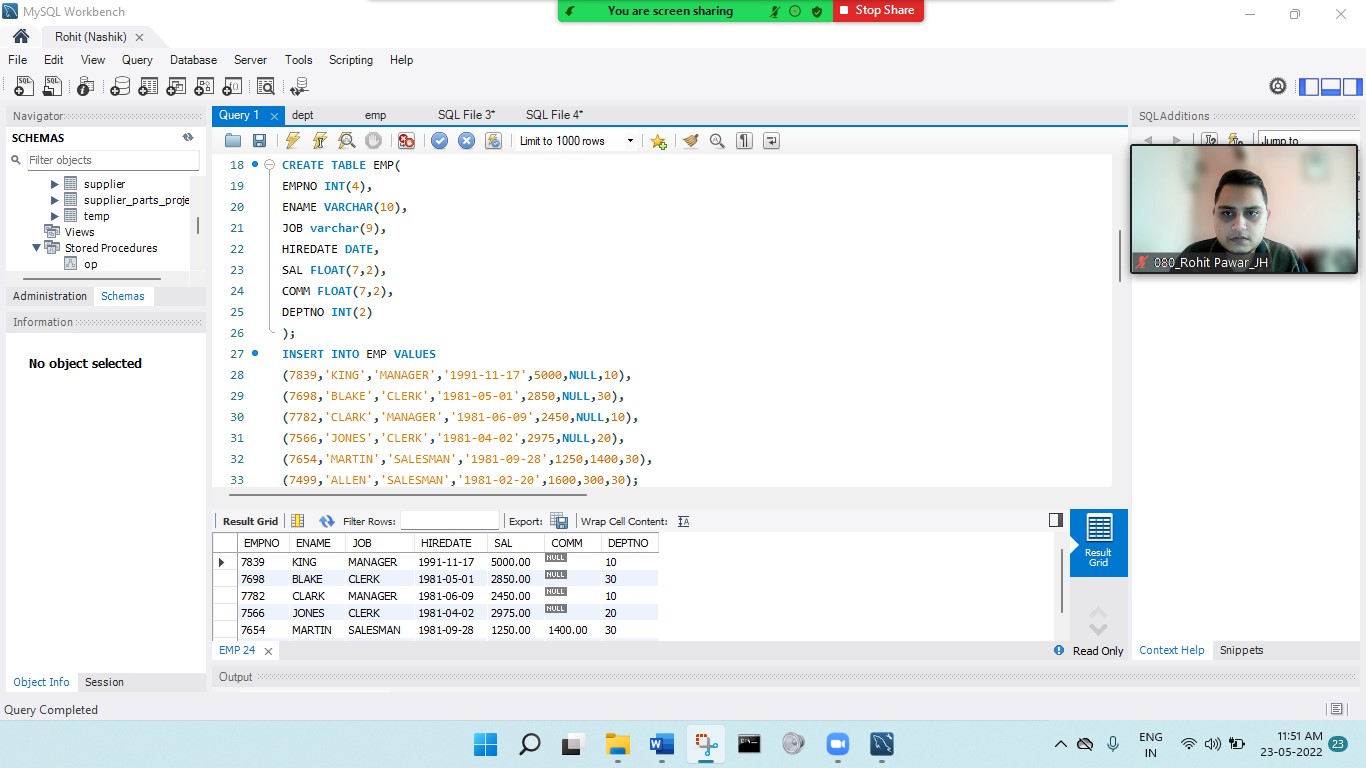 MySQL Workbench
You are screen sharing
Stop Share
Rohit (Nashik)
File Edit View Query Database Server Tools Scripting Help
Navigator
SCHEMAS
Filter objects
supplier
supplier_parts_proje
temp
Views
Stored Procedures
op
Administration Schemas
Information
No object selected
Object Info Session
Query 1 dept emp SQL File 3* SQL File 4*
Limit to 1000 rows
18 CREATE TABLE EMP(
19 EMPNO INT(4),
20 ENAME VARCHAR(10),
21 JOB varchar(9),
22 HIREDATE DATE,
23 SAL FLOAT(7,2),
24 COMM FLOAT(7,2),
25 DEPTNO INT(2)
26 );
27 INSERT INTO EMP VALUES
28 (7839,'KING','MANAGER','1991-11-17',5000,NULL,10),
29 (7698,'BLAKE','CLERK','1981-05-01',2850,NULL,30),
30 (7782,'CLARK','MANAGER','1981-06-09',2450,NULL,10),
31 (7566,'JONES','CLERK','1981-04-02',2975,NULL,20),
32 (7654,'MARTIN','SALESMAN','1981-09-28',1250,1400,30),
33 (7499,'ALLEN','SALESMAN','1981-02-20',1600,300,30);
Result Grid Filter Rows: Export: Wrap Cell Content:
EMPNO ENAME JOB HIREDATE SAL COMM DEPTNO
7839 KING MANAGER 1991-11-17 5000.00 NULL 10
7698 BLAKE CLERK 1981-05-01 2850.00 NULL 30
7782 CLARK MANAGER 1981-06-09 2450.00 NULL 10
7566 JONES CLERK 1981-04-02 2975.00 NULL 20
7654 MARTIN SALESMAN 1981-09-28 1250.00 1400.00 30
EMP 24
Result
Grid
Read Only
Output
SQLAdditions
Jump to
080_Rohit Pawar_JH
Context Help Snippets
Query Completed
ENG
IN
11:51 AM
23-05-2022
23